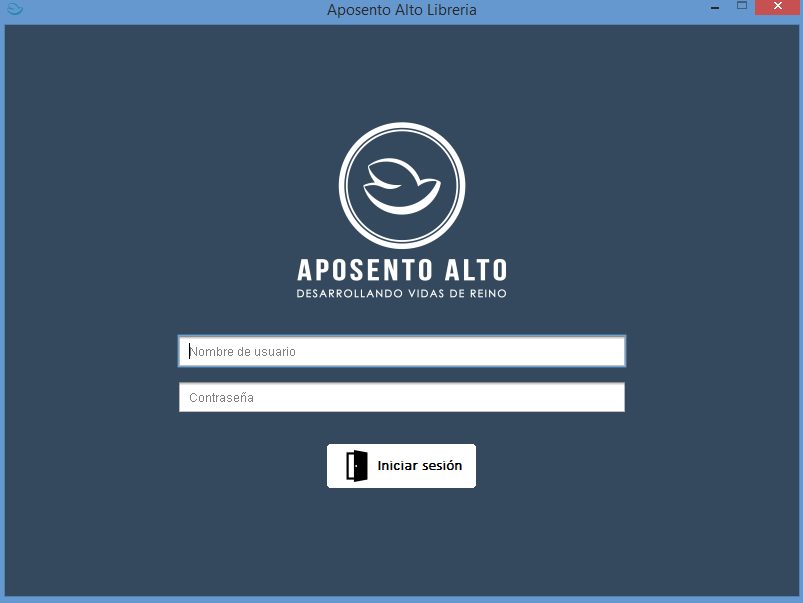 Aposento Alto Libreria
APOSENTO ALTO
DESARROLLANDO VIDAS DE REINO
Nombre de usuario
Contraseña
Iniciar sesión